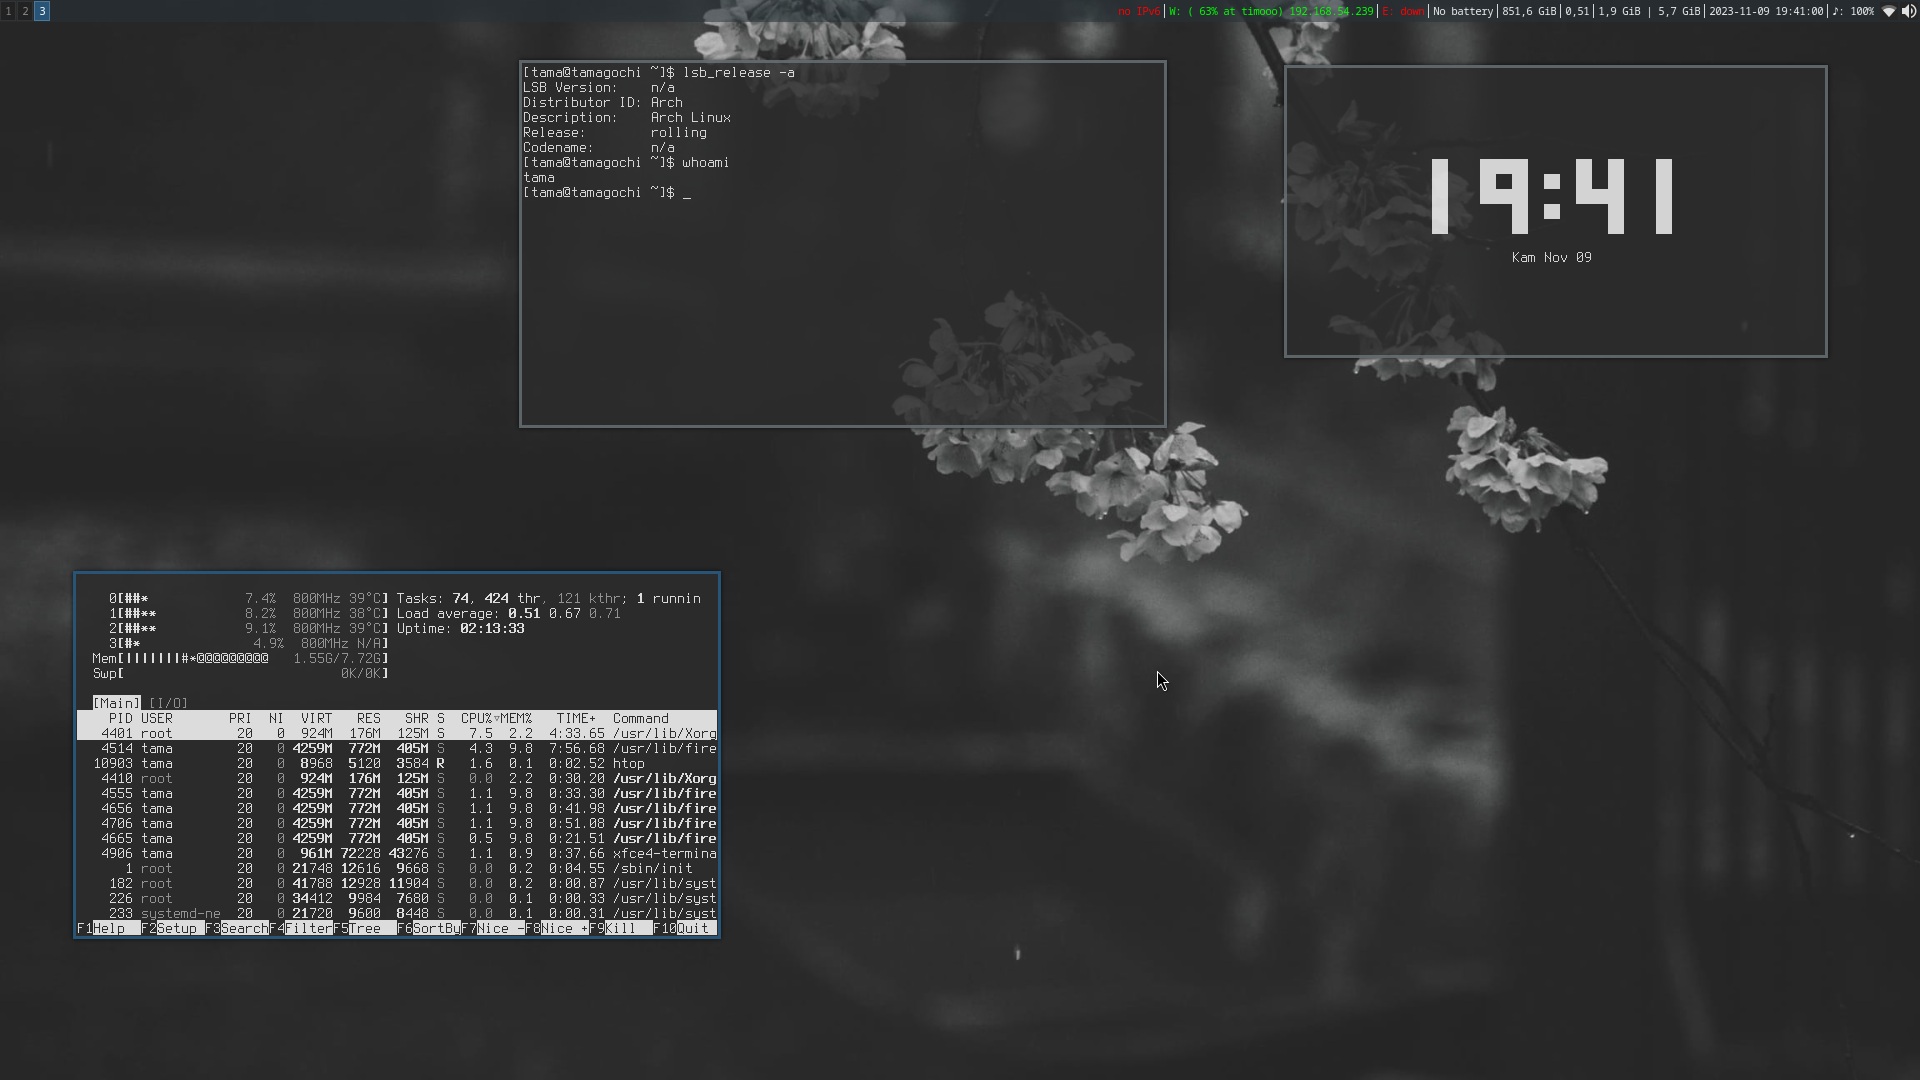 1 2 3
no IPv6|W: ( 63% at timooo) 192.168.54.239|E: down|No battery|851,6 GiB|0,51|1,9 GiB | 5,7 GiB|2023-11-09 19:41:00|♪: 100%
[tama@tamagochi ~]$ lsb_release -a
LSB Version: n/a
Distributor ID: Arch
Description: Arch Linux
Release: rolling
Codename: n/a
[tama@tamagochi ~]$ whoami
tama
[tama@tamagochi ~]$ _
19:41
Kam Nov 09
0[##* 7.4% 800MHz 39°C] Tasks: 74, 424 thr, 121 kthr; 1 runnin
1[##** 8.2% 800MHz 38°C] Load average: 0.51 0.67 0.71
2[##** 9.1% 800MHz 39°C] Uptime: 02:13:33
3[#* 4.9% 800MHz N/A]
Mem[|||||||#*@@@@@@@@@ 1.55G/7.72G]
Swp[ 0K/0K]
[Main] [I/O]
PID USER PRI NI VIRT RES SHR S CPU%▽MEM% TIME+ Command
4401 root 20 0 924M 176M 125M S 7.5 2.2 4:33.65 /usr/lib/Xorg
4514 tama 20 0 4259M 772M 405M S 4.3 9.8 7:56.68 /usr/lib/fire
10903 tama 20 0 8968 5120 3584 R 1.6 0.1 0:02.52 htop
4410 root 20 0 924M 176M 125M S 0.0 2.2 0:30.20 /usr/lib/Xorg
4555 tama 20 0 4259M 772M 405M S 1.1 9.8 0:33.30 /usr/lib/fire
4656 tama 20 0 4259M 772M 405M S 1.1 9.8 0:41.98 /usr/lib/fire
4706 tama 20 0 4259M 772M 405M S 1.1 9.8 0:51.08 /usr/lib/fire
4665 tama 20 0 4259M 772M 405M S 0.5 9.8 0:21.51 /usr/lib/fire
4906 tama 20 0 961M 72228 43276 S 1.1 0.9 0:37.66 xfce4-termina
1 root 20 0 21748 12616 9668 S 0.0 0.2 0:04.55 /sbin/init
182 root 20 0 41788 12928 11904 S 0.0 0.2 0:00.87 /usr/lib/syst
226 root 20 0 34412 9984 7680 S 0.0 0.1 0:00.33 /usr/lib/syst
233 systemd-ne 20 0 21720 9600 8448 S 0.0 0.1 0:00.31 /usr/lib/syst
F1Help F2Setup F3SearchF4FilterF5Tree F6SortByF7Nice -F8Nice +F9Kill F10Quit